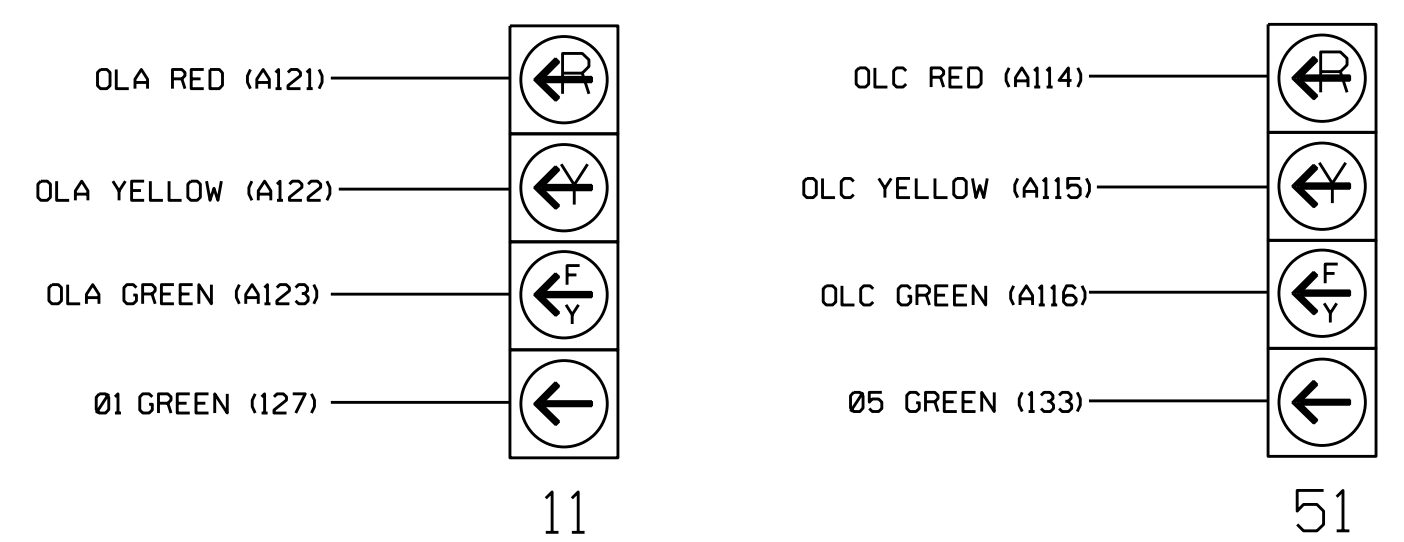 OLA RED (A121)
R
OLA YELLOW (A122)
Y
OLA GREEN (A123)
F
Y
Ø1 GREEN (127)
11
OLC RED (A114)
R
OLC YELLOW (A115)
Y
OLC GREEN (A116)
F
Y
Ø5 GREEN (133)
51